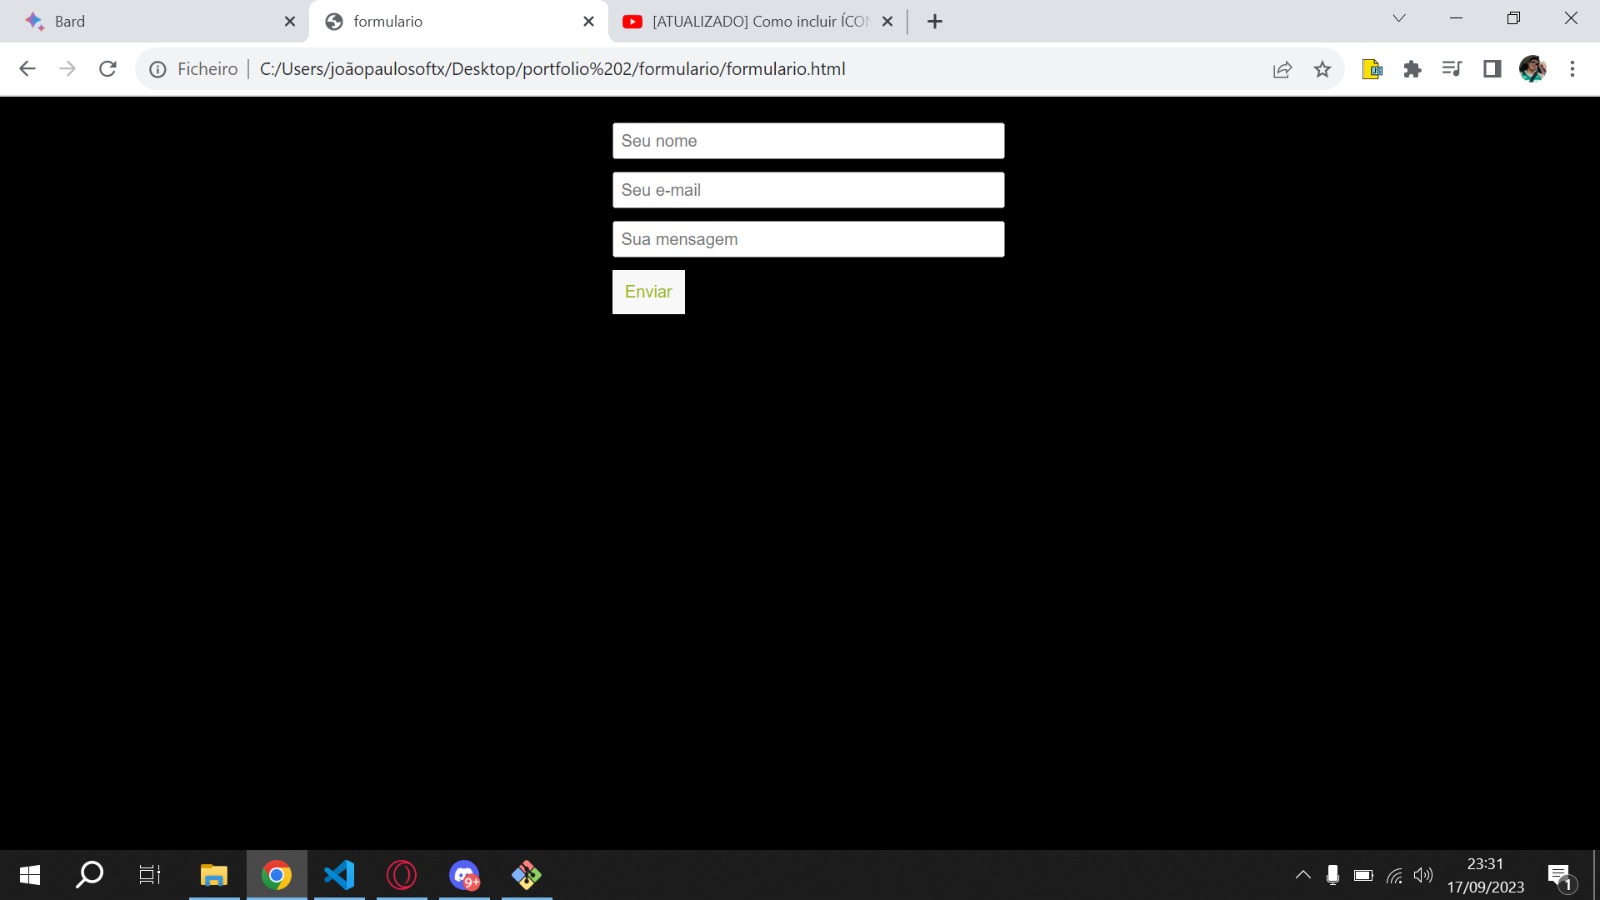 Bard
formulario
[ATUALIZADO] Como incluir ÍCON
Ficheiro
C:/Users/joãopaulosoftx/Desktop/portfolio%202/formulario/formulario.html
Seu nome
Seu e-mail
Sua mensagem
Enviar
9+
23:31
17/09/2023
1